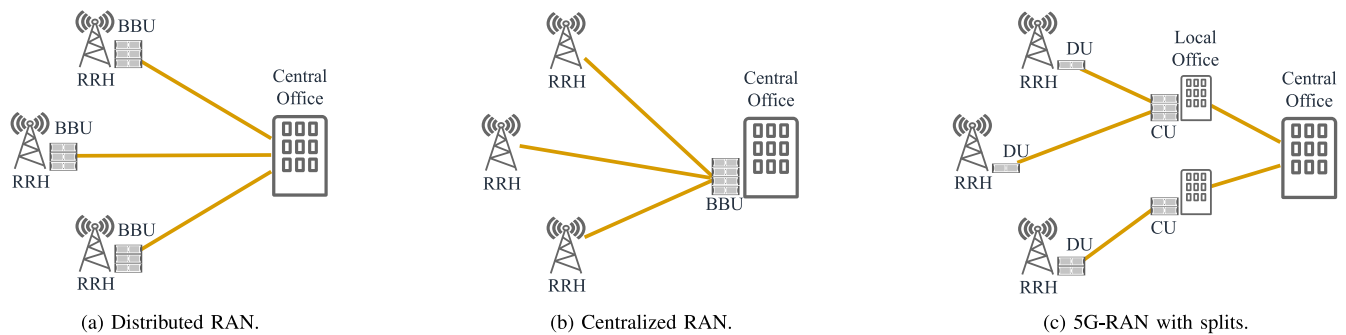 BBU
RRH
Central
Office
BBU
RRH
BBU
RRH
(a) Distributed RAN.
RRH
RRH
Central
Office
BBU
RRH
(b) Centralized RAN.
DU
RRH
Local
Office
Central
Office
CU
DU
RRH
CU
DU
RRH
(c) 5G-RAN with splits.